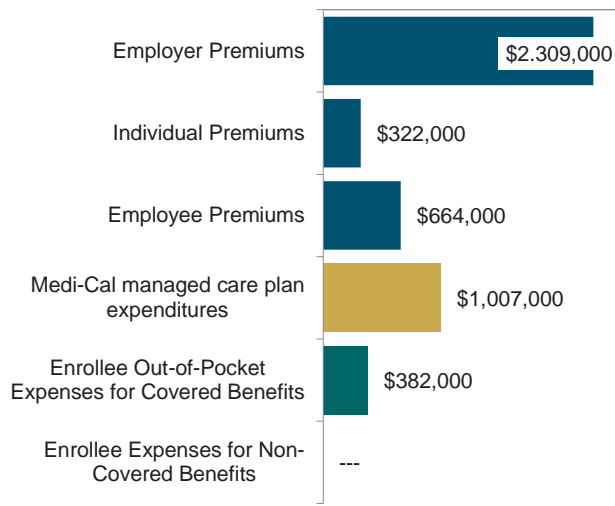 Employer Premiums
$2.309,000
Individual Premiums
$322,000
Employee Premiums
$664,000
Medi-Cal managed care plan
expenditures
$1,007,000
Enrollee Out-of-Pocket
Expenses for Covered Benefits
$382,000
Enrollee Expenses for Non-
Covered Benefits
---